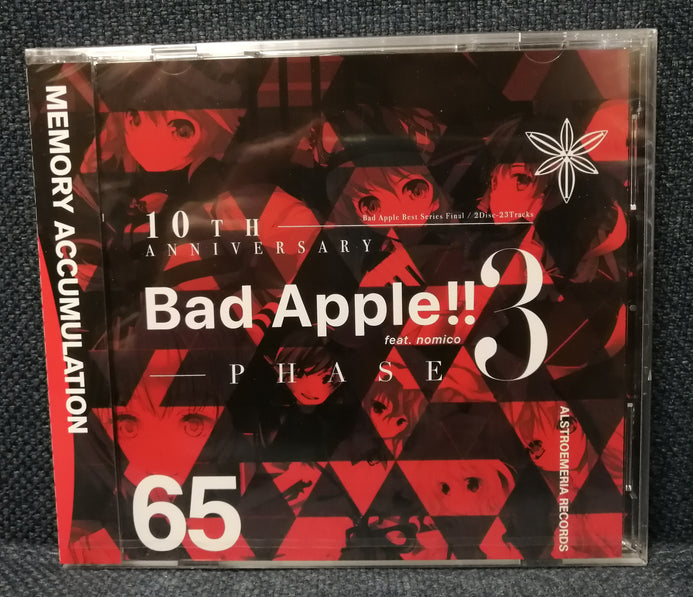 MEMORY ACCUMULATION
10TH
ANNIVERSARY
Bad Apple Best Series Final / 2Disc-23Tracks
Bad Apple!!
feat. nomico
PHASE 3
65
ALSTROEMERIA RECORDS